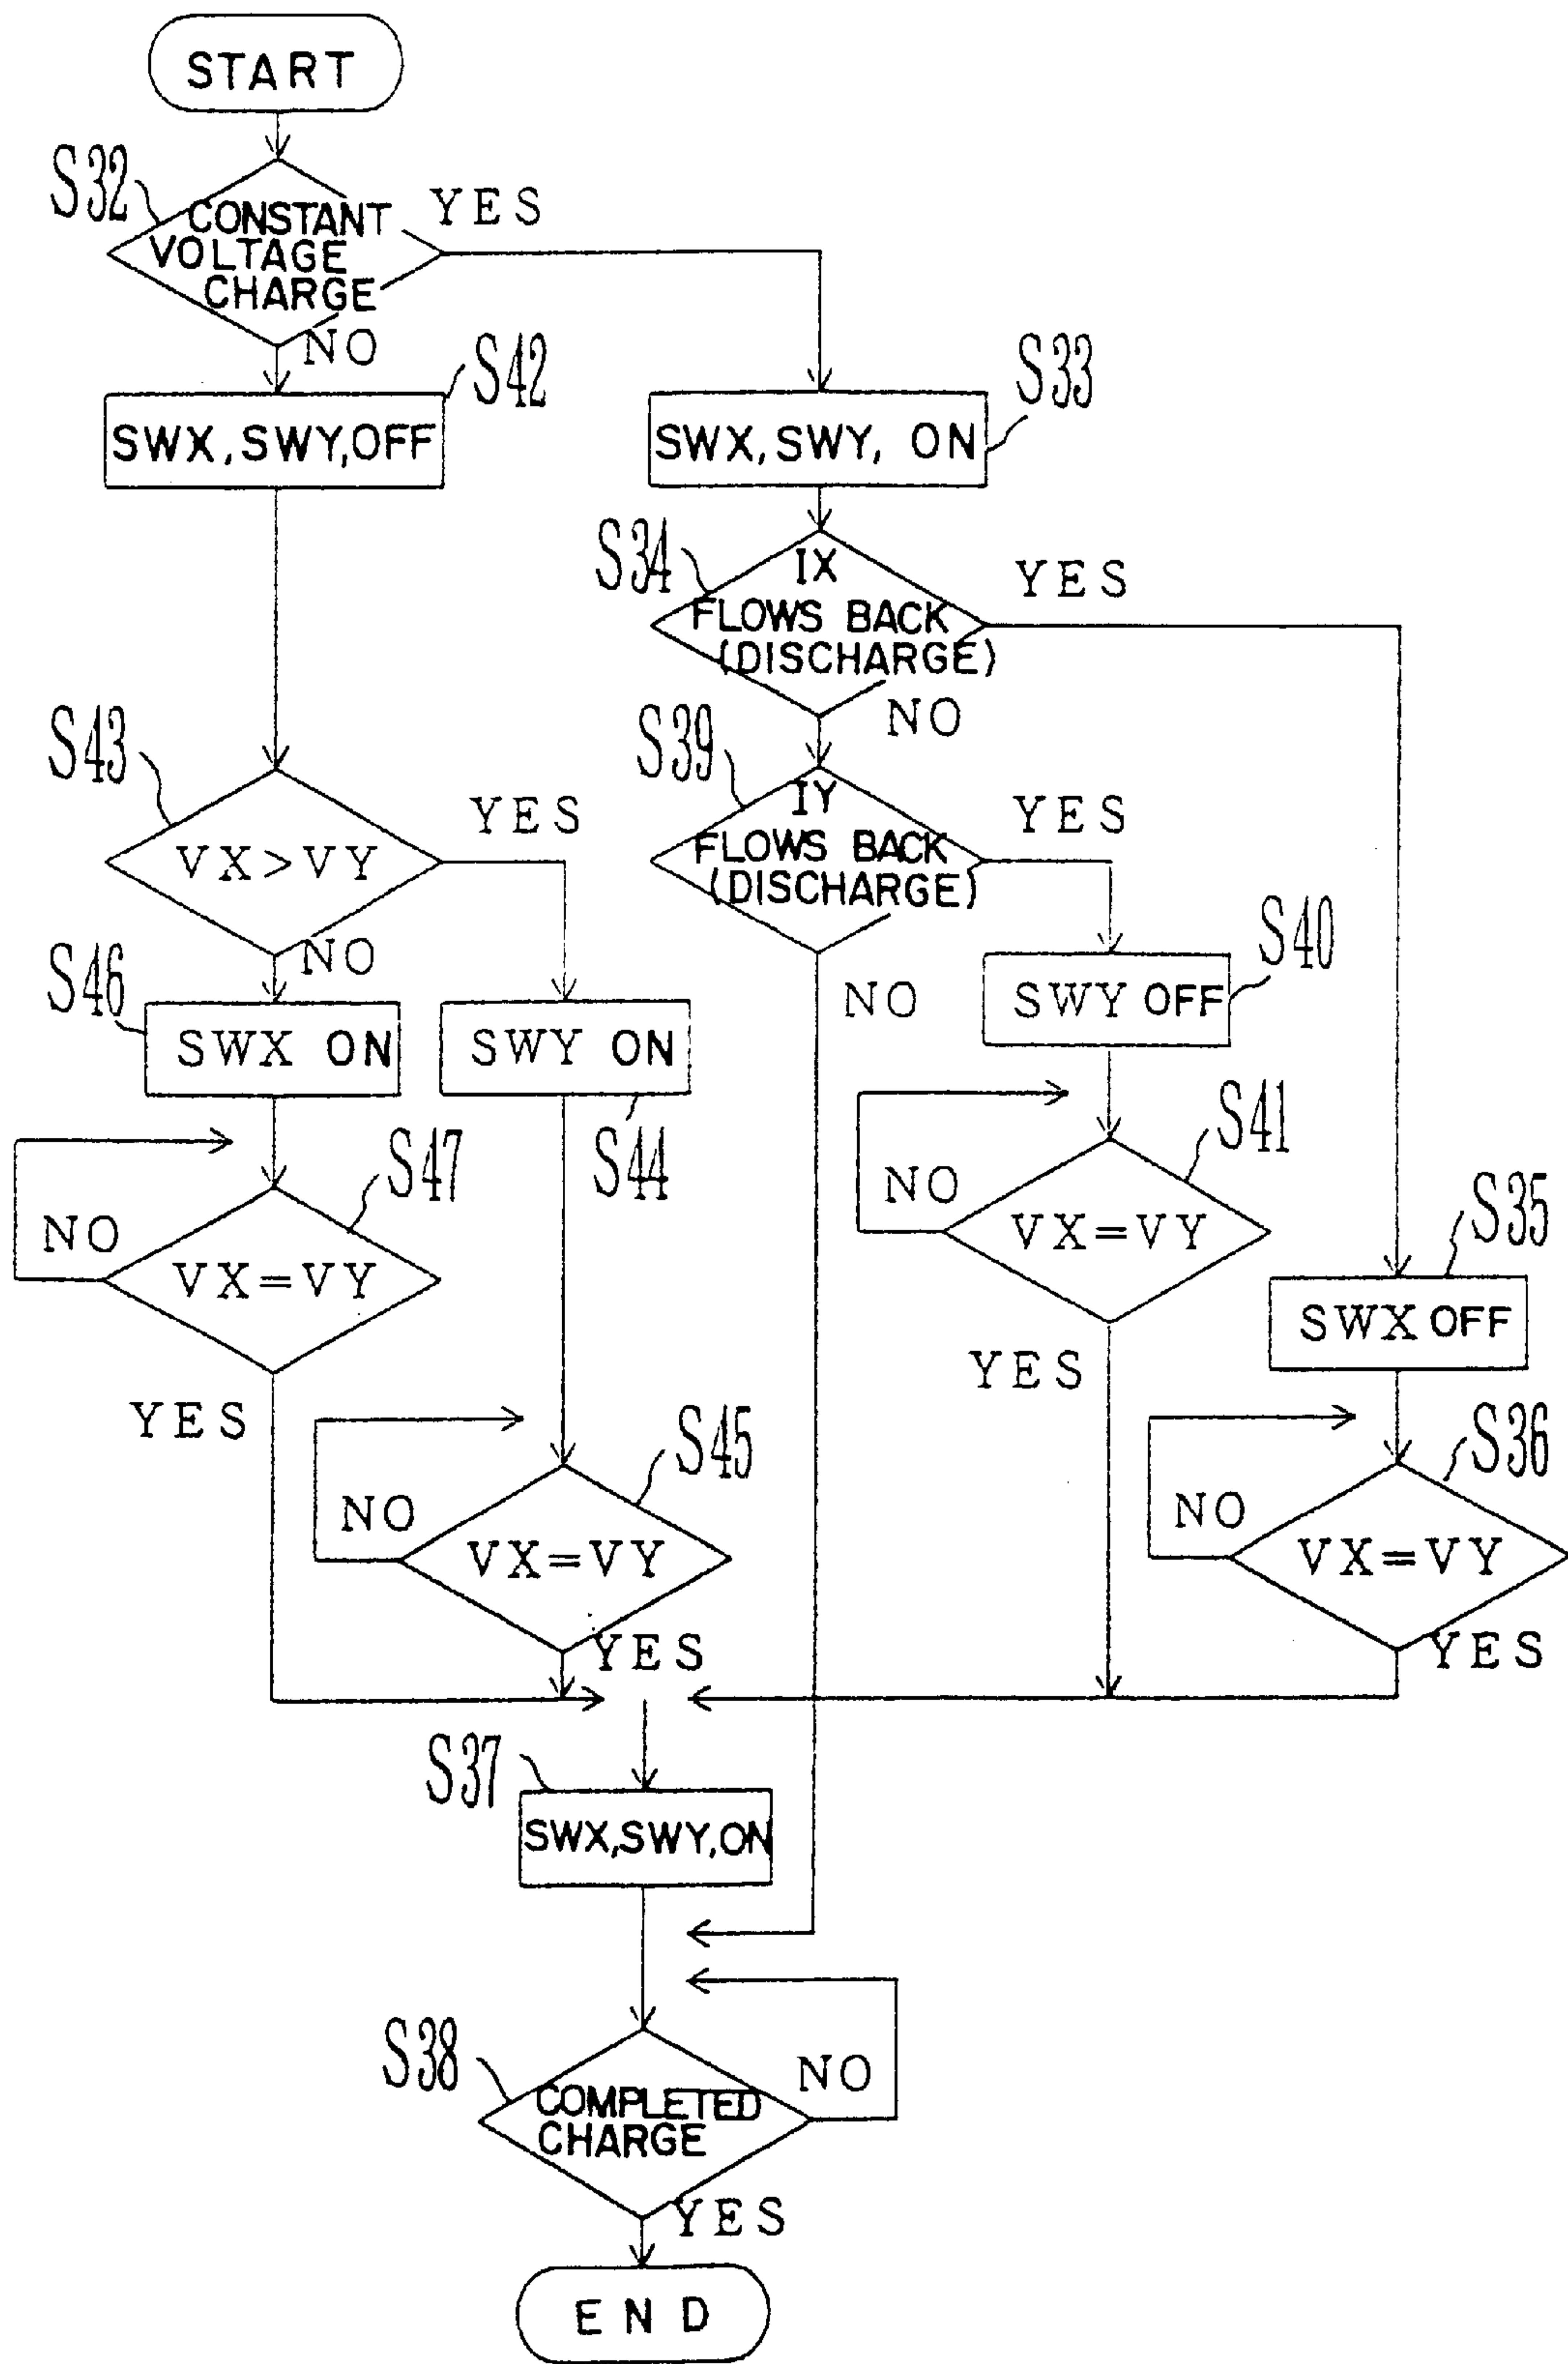 START
S32
CONSTANT
VOLTAGE
CHARGE
YES
NO
S42
SWX,SWY,OFF
S33
SWX,SWY, ON
S34
IX
FLOWS BACK
(DISCHARGE)
YES
NO
S43
VX>VY
YES
NO
S39
IY
FLOWS BACK
(DISCHARGE)
YES
NO
S46
SWX ON
SWY ON
S44
S40
SWY OFF
S47
NO
VX=VY
YES
S41
NO
VX=VY
YES
S35
SWX OFF
S45
NO
VX=VY
YES
S36
NO
VX=VY
YES
S37
SWX,SWY,ON
S38
COMPLETED
CHARGE
NO
YES
END